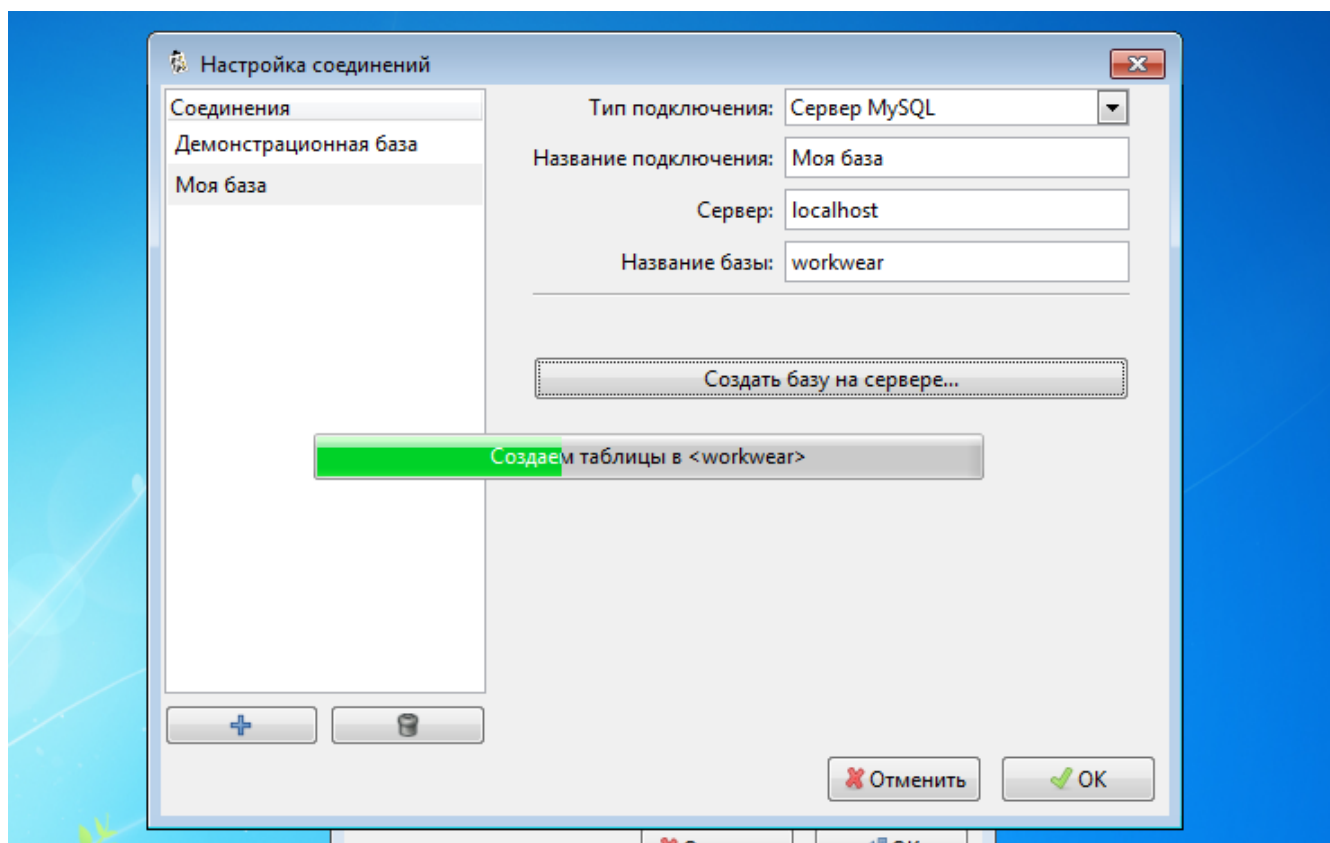 Настройка соединений
Соединения
Демонстрационная база
Моя база
Тип подключения: Сервер MySQL
Название подключения: Моя база
Сервер: localhost
Название базы: workwear
Создать базу на сервере...
Создаем таблицы в <workwear>
Отменить
OK